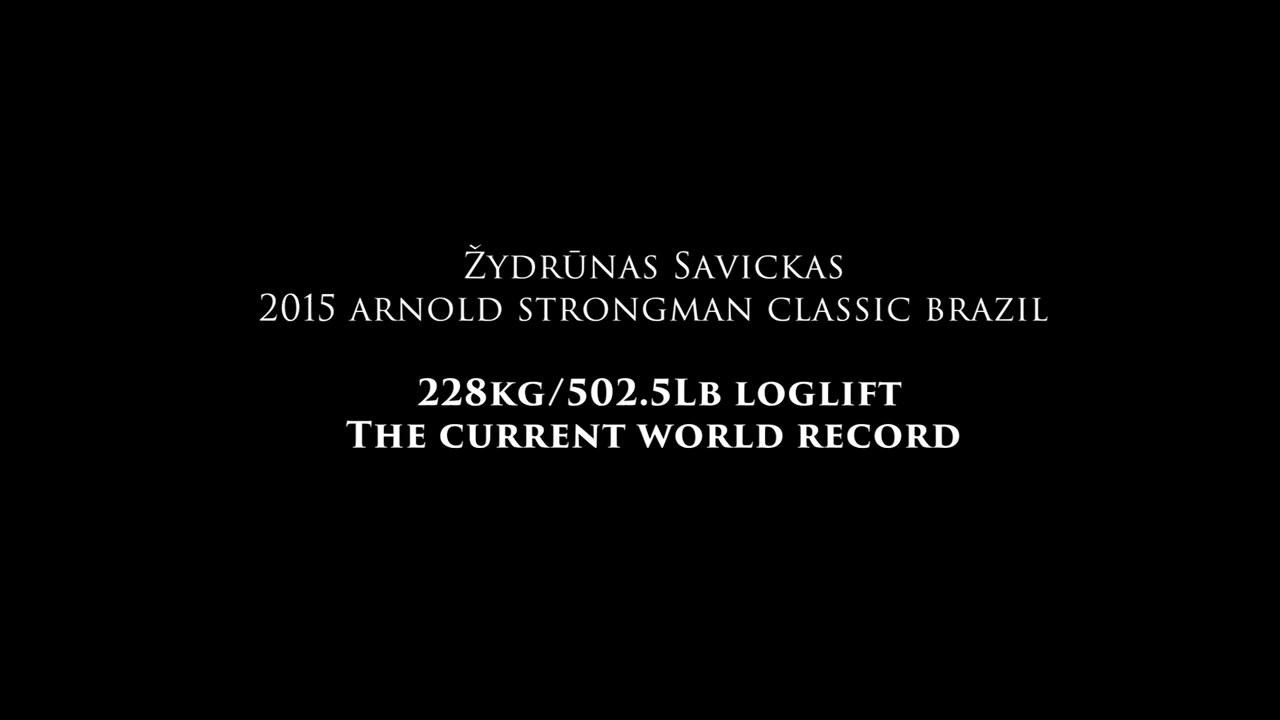 Žydrūnas Savickas
2015 arnold strongman classic brazil
228kg/502.5Lb loglift
The current world record